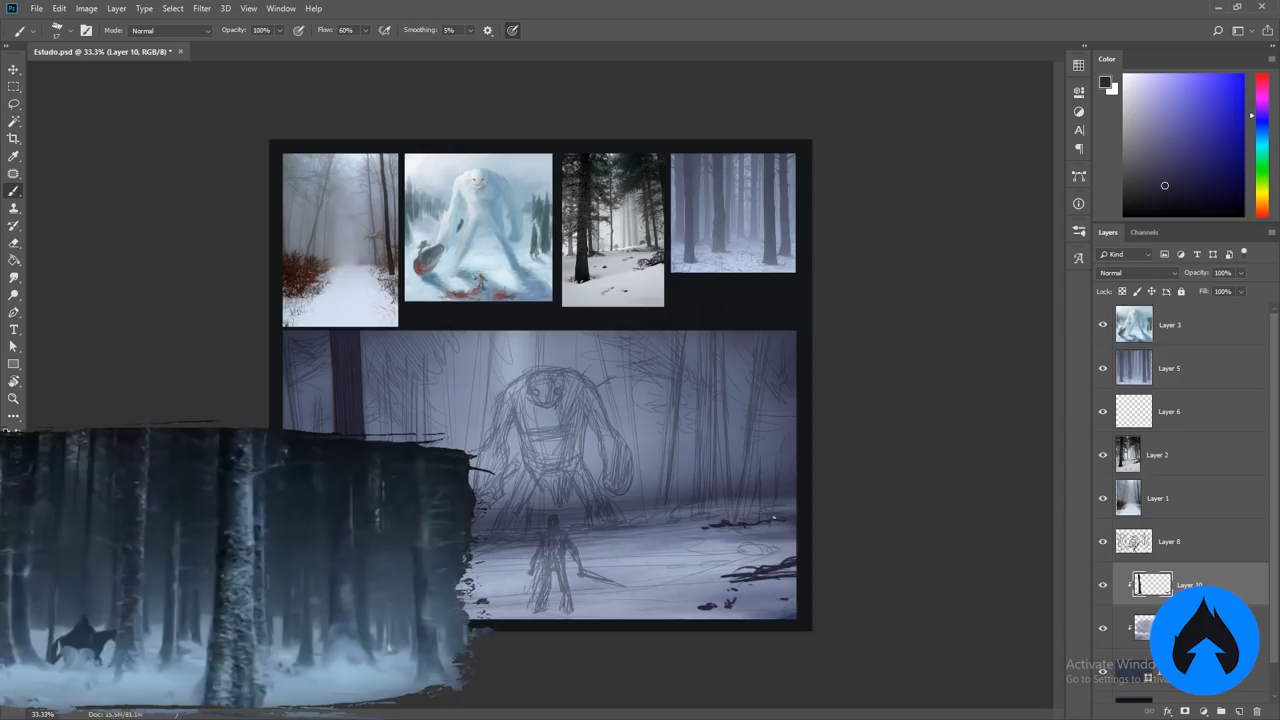 File Edit Image Layer Type Select Filter 3D View Window Help
17 Mode: Normal Opacity: 100% Flow: 60% Smoothing: 5%
Estudo.psd @ 33.3% (Layer 10, RGB/8) * ×
Color
Layers Channels
Kind
Normal Opacity: 100%
Lock: Fill: 100%
Layer 3
Layer 5
Layer 6
Layer 2
Layer 1
Layer 8
Activate
Go to Settings to
33.33%